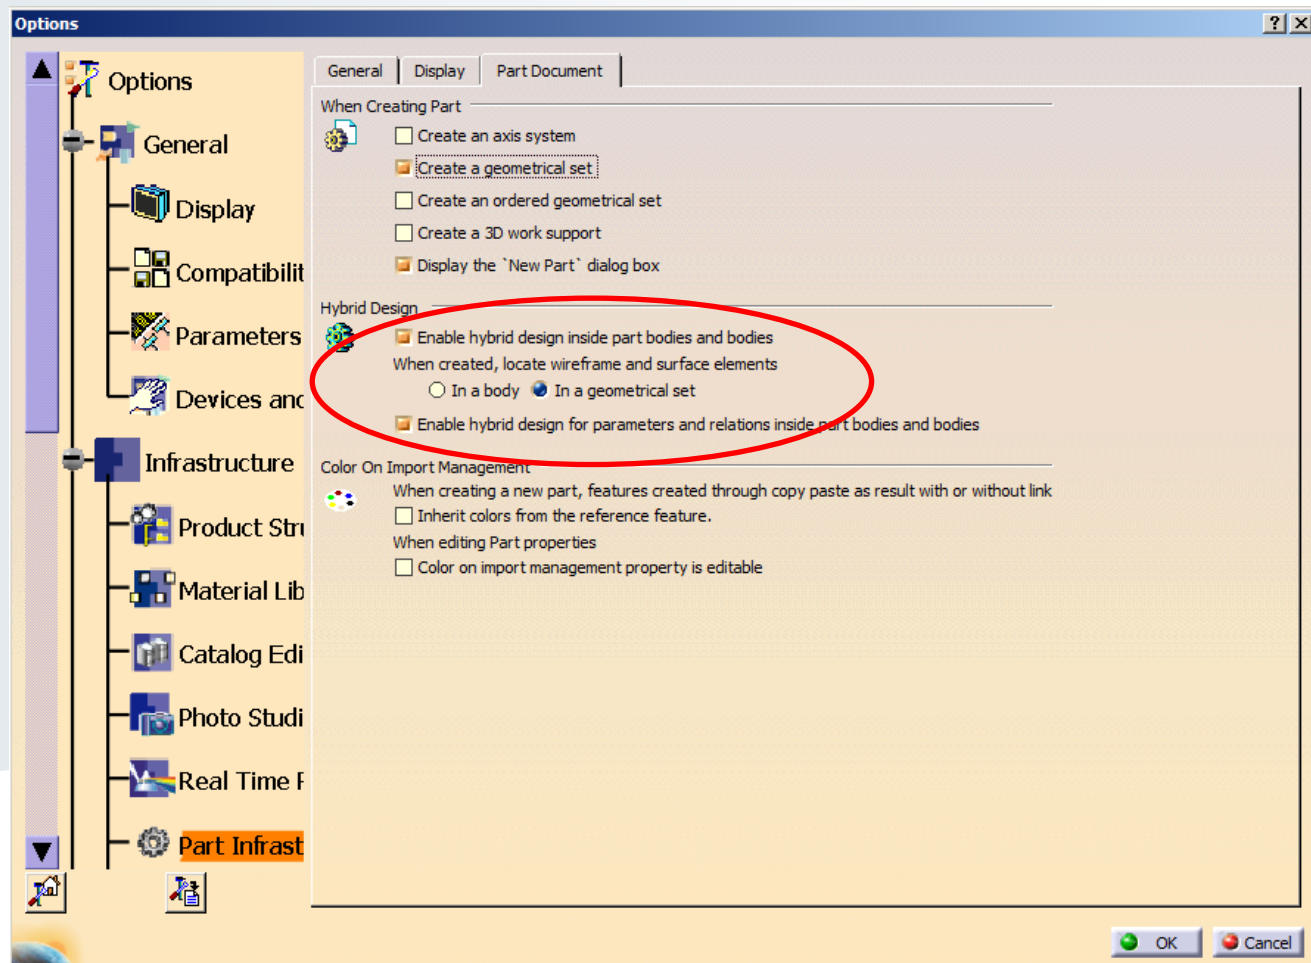 Options
Options
General
Display
Compatibilit
Parameters
Devices and
Infrastructure
Product Stru
Material Lib
Catalog Edi
Photo Studi
Real Time
Part Infrast
General Display Part Document
When Creating Part
Create an axis system
Create a geometrical set
Create an ordered geometrical set
Create a 3D work support
Display the `New Part` dialog box
Hybrid Design
Enable hybrid design inside part bodies and bodies
When created, locate wireframe and surface elements
In a body In a geometrical set
Enable hybrid design for parameters and relations inside part bodies and bodies
Color On Import Management
When creating a new part, features created through copy paste as result with or without link
Inherit colors from the reference feature.
When editing Part properties
Color on import management property is editable
OK Cancel